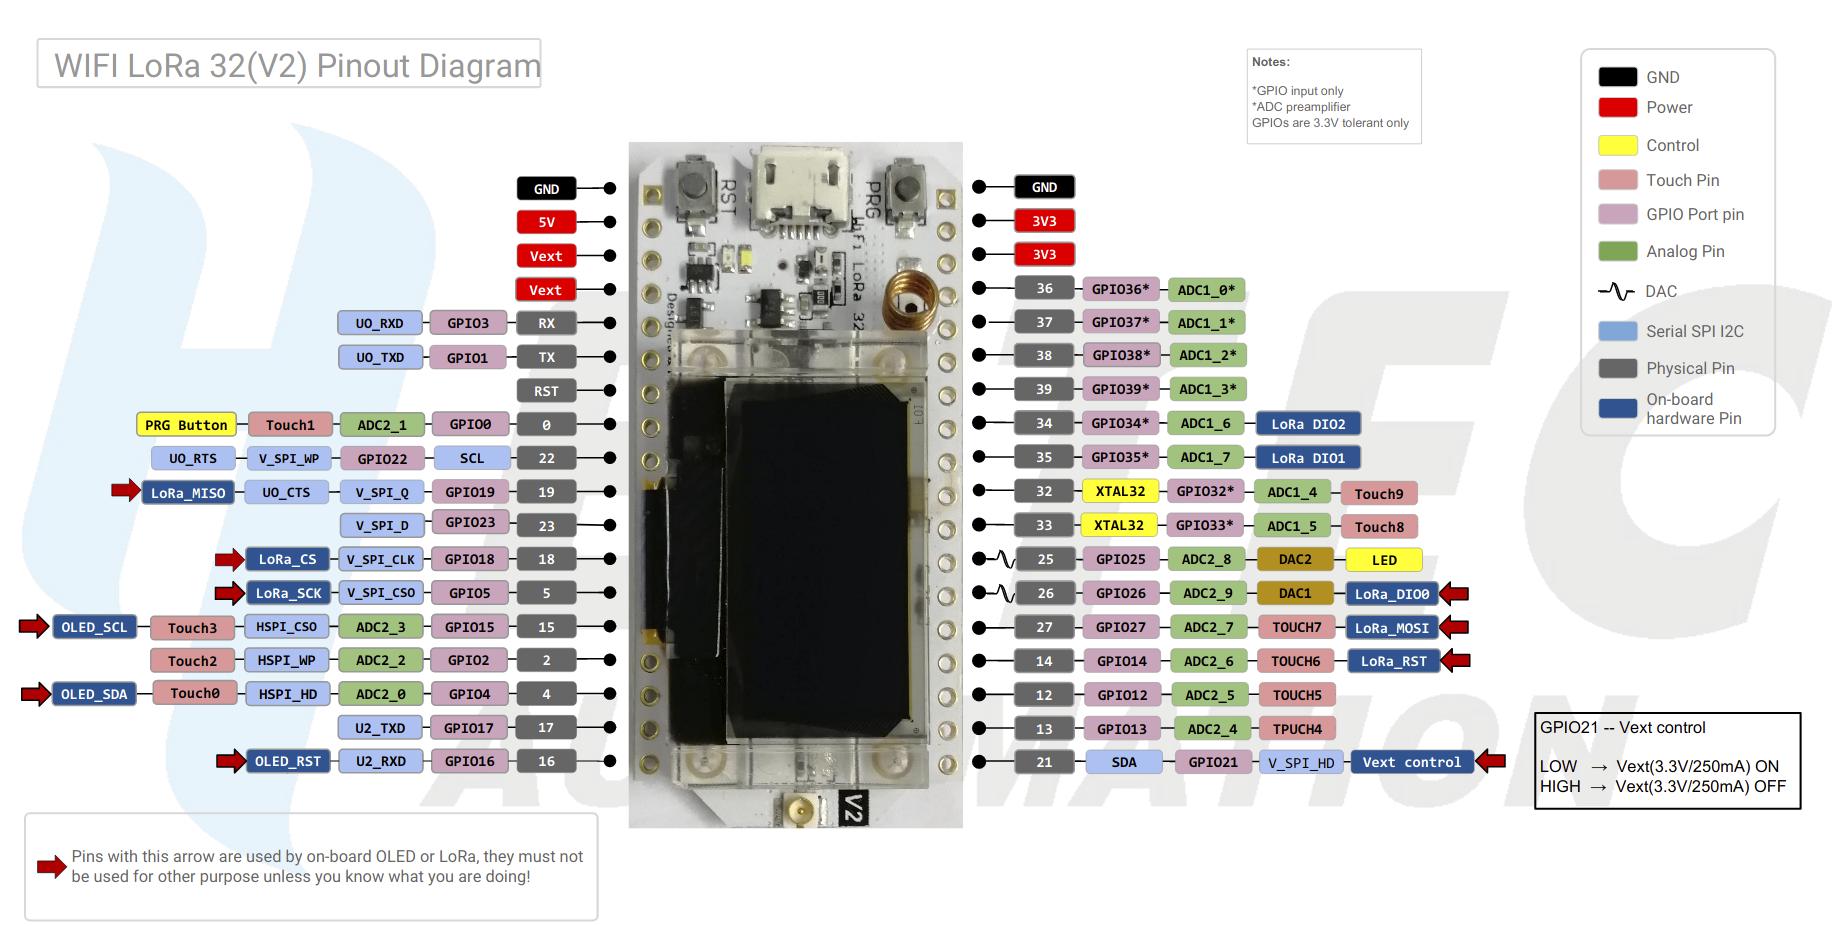 WIFI LoRa 32(V2) Pinout Diagram
Notes:
*GPIO input only
*ADC preamplifier
GPIOs are 3.3V tolerant only
GND
Power
Control
Touch Pin
GPIO Port pin
Analog Pin
DAC
Serial SPI I2C
Physical Pin
On-board
hardware Pin
GND
5V
Vext
Vext
UO_RXD GPIO3 RX
UO_TXD GPIO1 TX
RST
PRG Button Touch1 ADC2_1 GPIO0 0
UO_RTS V_SPI_WP GPIO22 SCL 22
LoRa_MISO UO_CTS V_SPI_Q GPIO19 19
V_SPI_D GPIO23 23
LoRa_CS V_SPI_CLK GPIO18 18
LoRa_SCK V_SPI_CSO GPIO5 5
OLED_SCL Touch3 HSPI_CSO ADC2_3 GPIO15 15
Touch2 HSPI_WP ADC2_2 GPIO2 2
OLED_SDA Touch0 HSPI_HD ADC2_0 GPIO4 4
U2_TXD GPIO17 17
OLED_RST U2_RXD GPIO16 16
RST
PRG
WiFi LoRa 32
V2
GND
3V3
3V3
36 GPIO36* ADC1_0*
37 GPIO37* ADC1_1*
38 GPIO38* ADC1_2*
39 GPIO39* ADC1_3*
34 GPIO34* ADC1_6 LoRa DIO2
35 GPIO35* ADC1_7 LoRa DIO1
32 XTAL32 GPIO32* ADC1_4 Touch9
33 XTAL32 GPIO33* ADC1_5 Touch8
25 GPIO25 ADC2_8 DAC2 LED
26 GPIO26 ADC2_9 DAC1 LoRa_DIO0
27 GPIO27 ADC2_7 TOUCH7 LoRa_MOSI
14 GPIO14 ADC2_6 TOUCH6 LoRa_RST
12 GPIO12 ADC2_5 TOUCH5
13 GPIO13 ADC2_4 TPUCH4
21 SDA GPIO21 V_SPI_HD Vext control
GPIO21 -- Vext control
LOW → Vext(3.3V/250mA) ON
HIGH → Vext(3.3V/250mA) OFF
Pins with this arrow are used by on-board OLED or LoRa, they must not
be used for other purpose unless you know what you are doing!